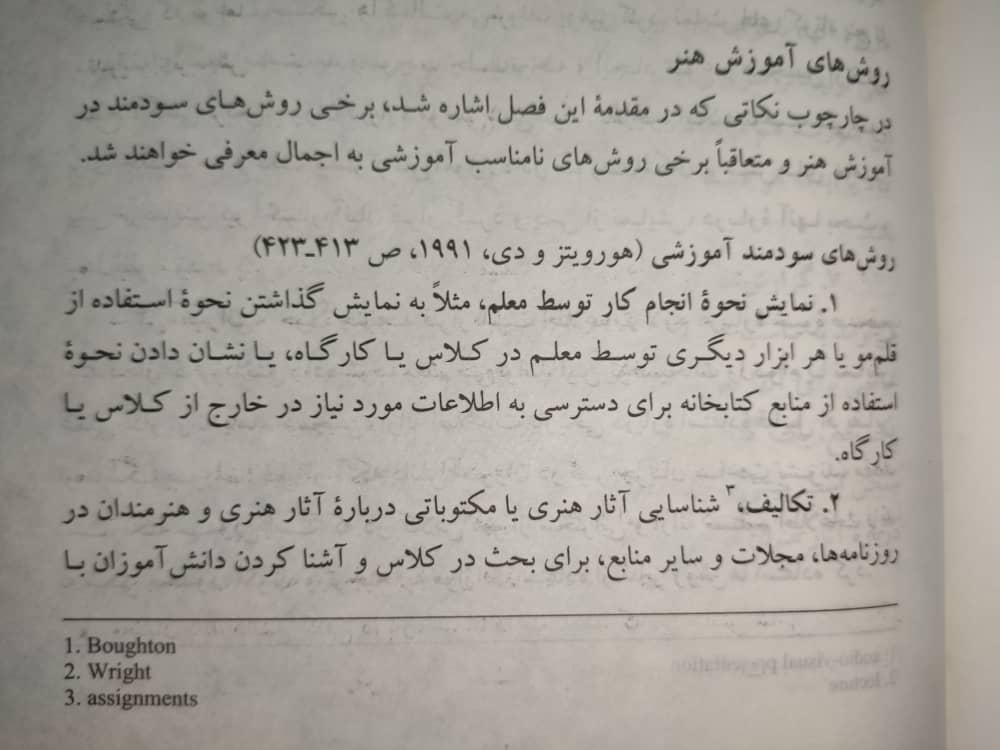 روش‌های آموزش هنر
در چارچوب نکاتی که در مقدمهٔ این فصل اشاره شد، برخی روش‌های سودمند در
آموزش هنر و متعاقباً برخی روش‌های نامناسب آموزشی به اجمال معرفی خواهند شد.
روش‌های سودمند آموزشی (هورویتز و دی، ۱۹۹۱، ص ۴۱۳ـ۴۲۳)
۱. نمایش نحوهٔ انجام کار توسط معلم، مثلاً به نمایش گذاشتن نحوهٔ استفاده از
قلم‌مو یا هر ابزار دیگری توسط معلم در کلاس یا کارگاه، یا نشان دادن نحوهٔ
استفاده از منابع کتابخانه برای دسترسی به اطلاعات مورد نیاز در خارج از کلاس یا
کارگاه.
۲. تکالیف،۳ شناسایی آثار هنری یا مکتوباتی دربارهٔ آثار هنری و هنرمندان در
روزنامه‌ها، مجلات و سایر منابع، برای بحث در کلاس و آشنا کردن دانش‌آموزان با
1. Boughton
2. Wright
3. assignments